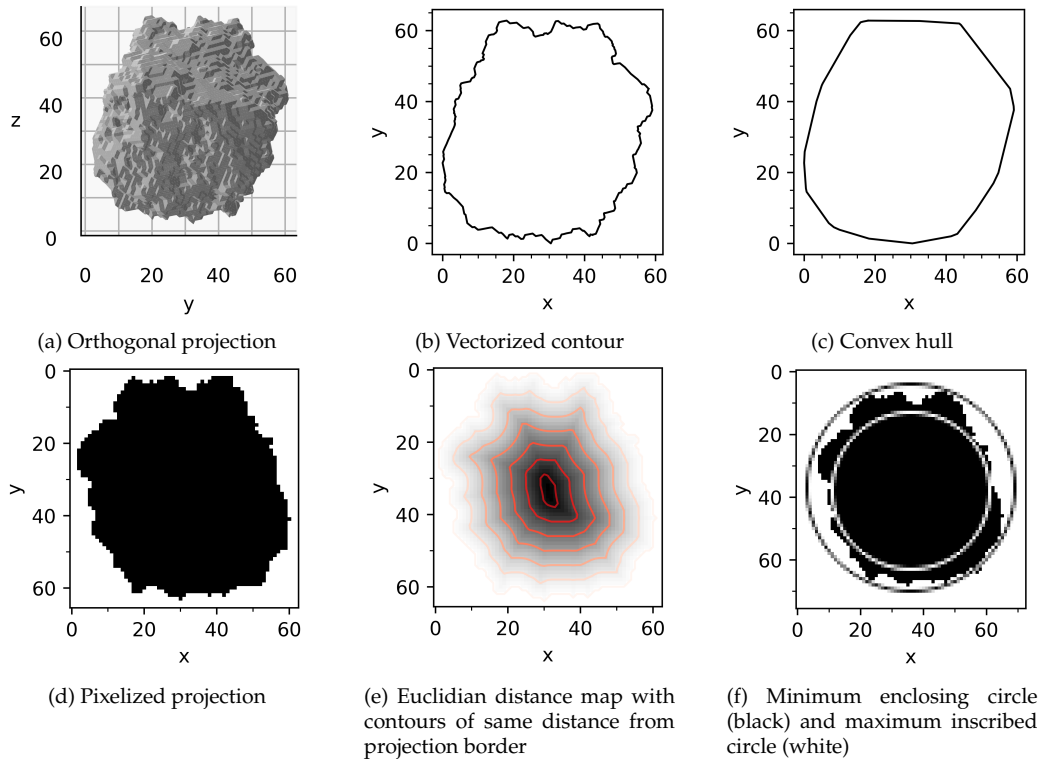 60
40
z
20
0
0 20 40 60
y
(a) Orthogonal projection
60
40
y
20
0
0 20 40 60
x
(b) Vectorized contour
60
40
y
20
0
0 20 40 60
x
(c) Convex hull
0
20
y
40
60
0 20 40 60
x
(d) Pixelized projection
0
20
y
40
60
0 20 40 60
x
(e) Euclidian distance map with
contours of same distance from
projection border
0
20
y
40
60
0 20 40 60
x
(f) Minimum enclosing circle
(black) and maximum inscribed
circle (white)